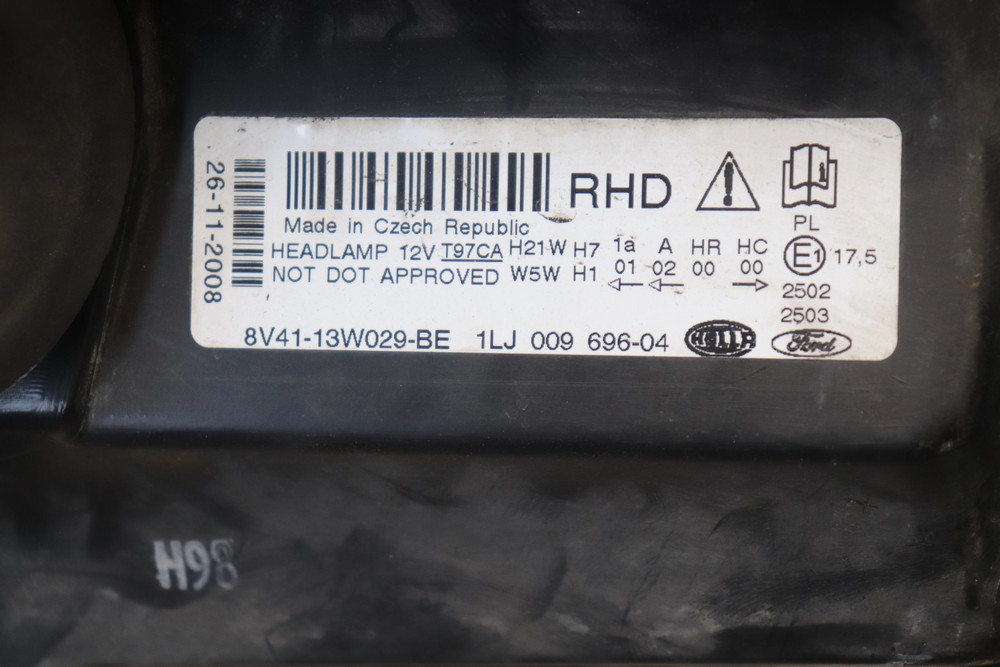 26-11-2008
RHD
Made in Czech Republic
HEADLAMP 12V T97CA H21W H7 1a A HR HC
NOT DOT APPROVED W5W H1 01 02 00 00
PL
E1 17,5
2502
2503
8V41-13W029-BE 1LJ 009 696-04 HELLA Ford
H98